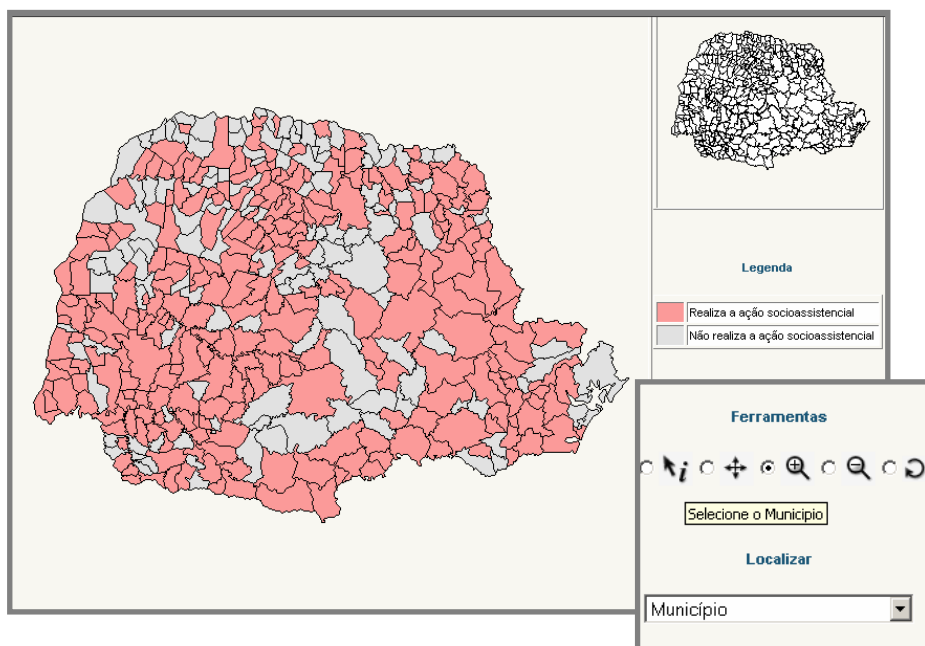 Legenda
Realiza a ação socioassistencial
Não realiza a ação socioassistencial
Ferramentas
i
Selecione o Municipio
Localizar
Município